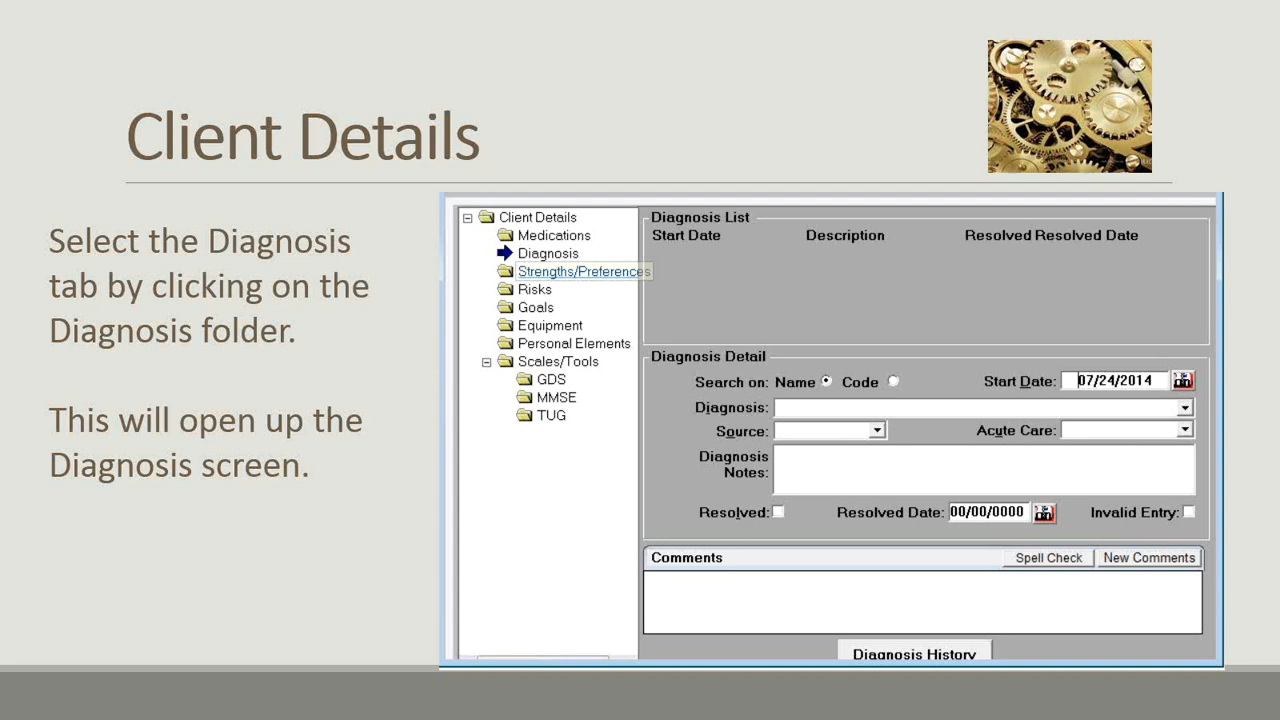 Client Details
Select the Diagnosis
tab by clicking on the
Diagnosis folder.
This will open up the
Diagnosis screen.
Client Details
Medications
Diagnosis
Strengths/Preferences
Risks
Goals
Equipment
Personal Elements
Scales/Tools
GDS
MMSE
TUG
Diagnosis List
Start Date Description Resolved Resolved Date
Diagnosis Detail
Search on: Name Code Start Date: 07/24/2014
Diagnosis:
Source: Acute Care:
Diagnosis
Notes:
Resolved: Resolved Date: 00/00/0000 Invalid Entry:
Comments Spell Check New Comments
Diagnosis History